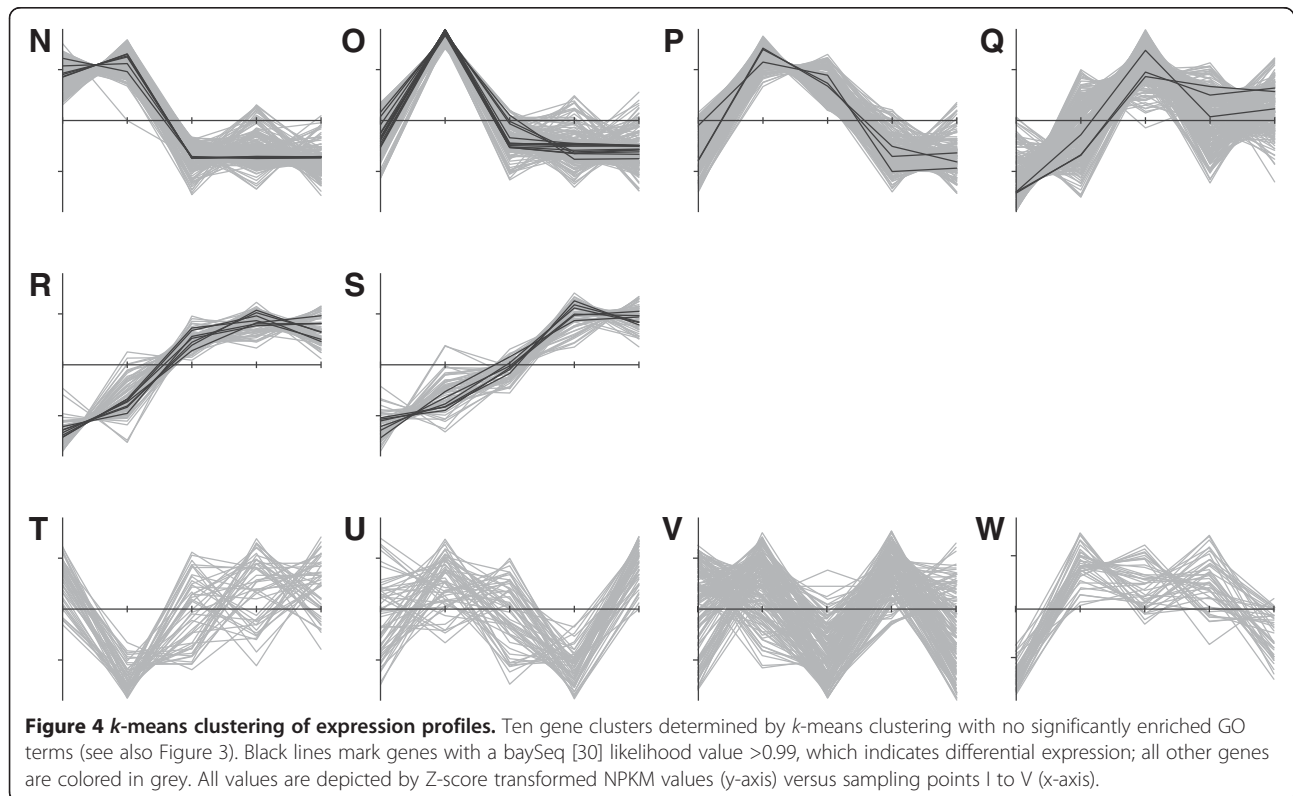 N O P Q
R S
T U V W
Figure 4 k-means clustering of expression profiles. Ten gene clusters determined by k-means clustering with no significantly enriched GO
terms (see also Figure 3). Black lines mark genes with a baySeq [30] likelihood value >0.99, which indicates differential expression; all other genes
are colored in grey. All values are depicted by Z-score transformed NPKM values (y-axis) versus sampling points I to V (x-axis).